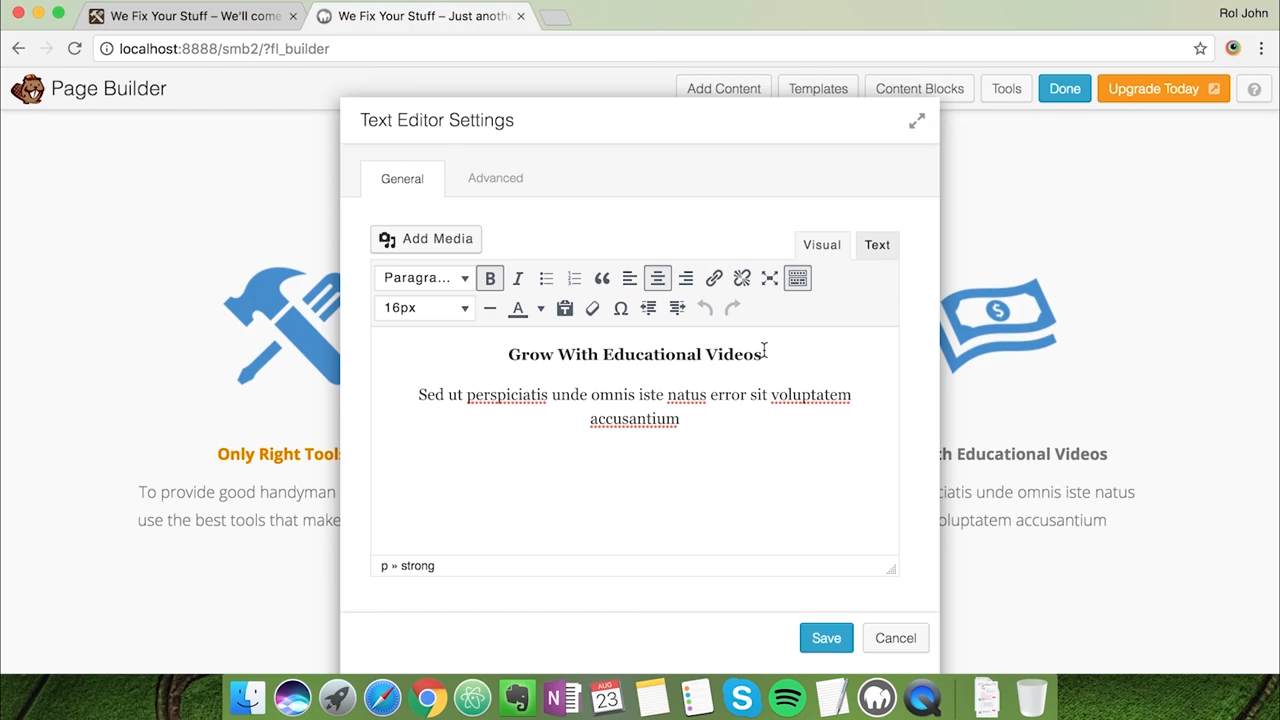 We Fix Your Stuff – We'll come
We Fix Your Stuff – Just anoth
Rol John
localhost:8888/smb2/?fl_builder
Page Builder
Add Content
Templates
Content Blocks
Tools
Done
Upgrade Today
?
Text Editor Settings
General
Advanced
Add Media
Visual
Text
Paragra...
B
I
16px
A
Ω
Grow With Educational Videos
Sed ut perspiciatis unde omnis iste natus error sit voluptatem
accusantium
p » strong
Save
Cancel
Only Right Tools
To provide good handyman
use the best tools that make
h Educational Videos
ciatis unde omnis iste natus
oluptatem accusantium
AUG
23